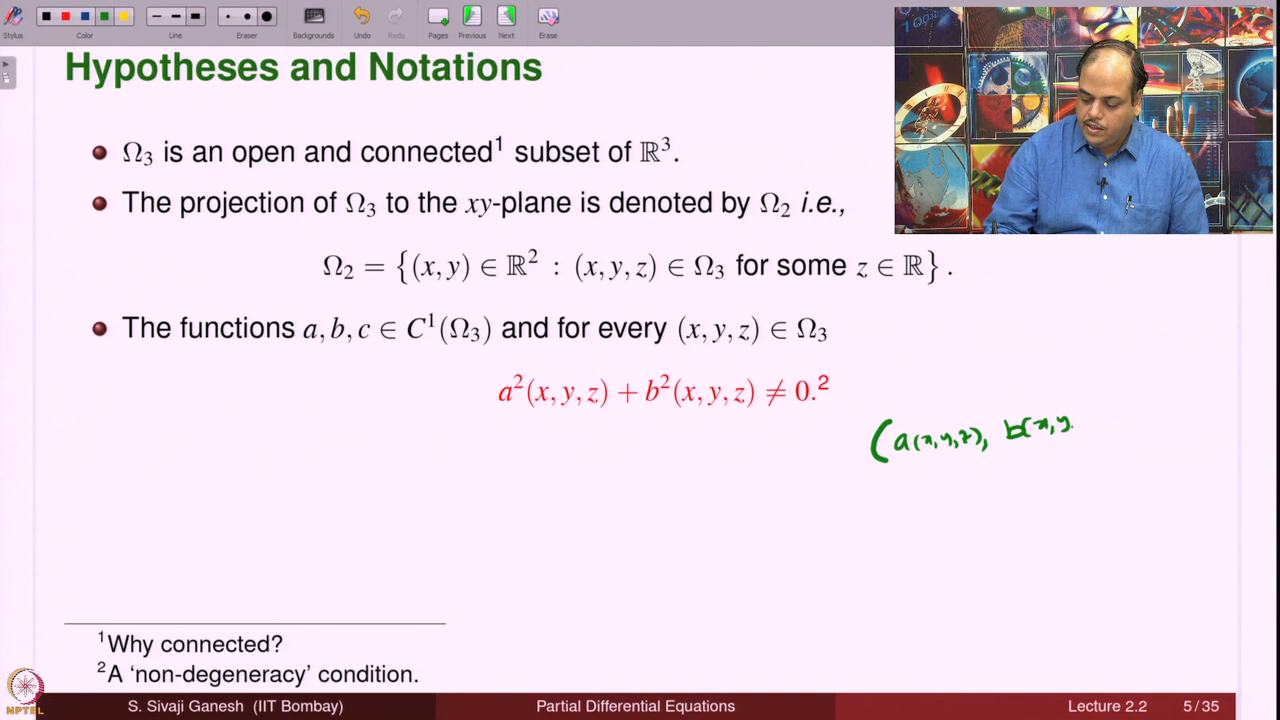 Stylus Color Line Eraser Backgrounds Undo Redo Pages Previous Next Erase
Hypotheses and Notations
Ω₃ is an open and connected¹ subset of ℝ³.
The projection of Ω₃ to the xy-plane is denoted by Ω₂ i.e.,
Ω₂ = {(x, y) ∈ ℝ² : (x, y, z) ∈ Ω₃ for some z ∈ ℝ} .
The functions a, b, c ∈ C¹(Ω₃) and for every (x, y, z) ∈ Ω₃
a²(x, y, z) + b²(x, y, z) ≠ 0.²
(a(x,y,z), b(x,y.
¹Why connected?
²A ‘non-degeneracy’ condition.
NPTEL
S. Sivaji Ganesh (IIT Bombay) Partial Differential Equations Lecture 2.2 5 / 35